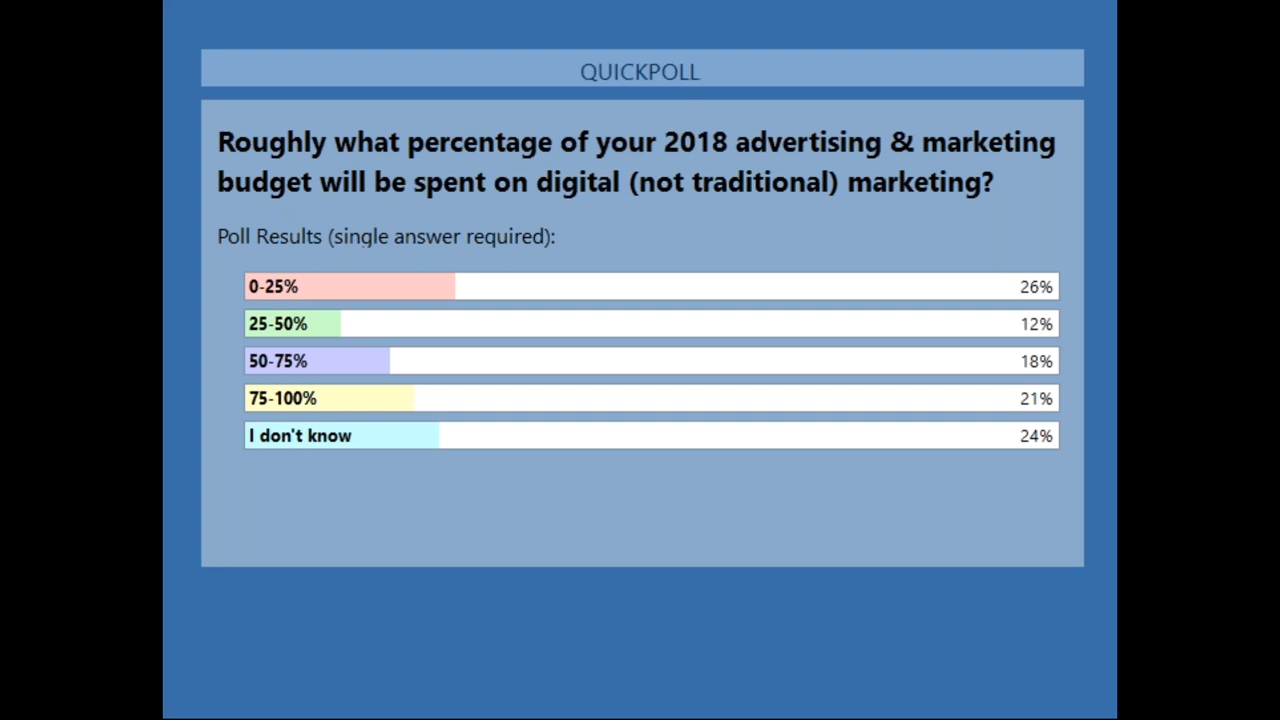 QUICKPOLL
Roughly what percentage of your 2018 advertising & marketing
budget will be spent on digital (not traditional) marketing?
Poll Results (single answer required):
0-25% 26%
25-50% 12%
50-75% 18%
75-100% 21%
I don't know 24%